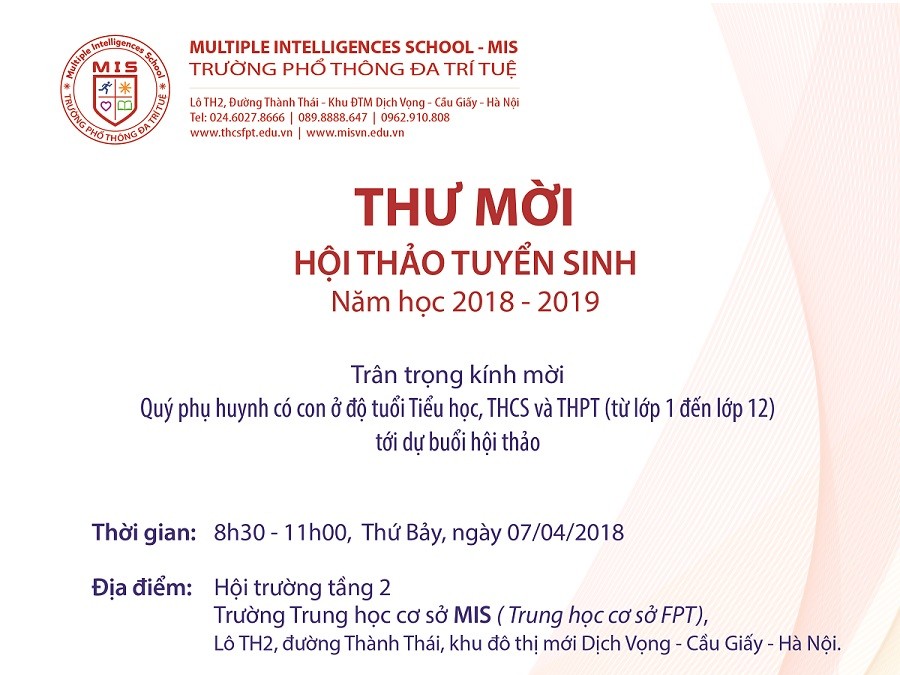 Multiple Intelligences School
MIS
TRƯỜNG PHỔ THÔNG ĐA TRÍ TUỆ
MULTIPLE INTELLIGENCES SCHOOL - MIS
TRƯỜNG PHỔ THÔNG ĐA TRÍ TUỆ
Lô TH2, Đường Thành Thái - Khu ĐTM Dịch Vọng - Cầu Giấy - Hà Nội
Tel: 024.6027.8666 | 089.8888.647 | 0962.910.808
www.thcsfpt.edu.vn | www.misvn.edu.vn
THƯ MỜI
HỘI THẢO TUYỂN SINH
Năm học 2018 - 2019
Trân trọng kính mời
Quý phụ huynh có con ở độ tuổi Tiểu học, THCS và THPT (từ lớp 1 đến lớp 12)
tới dự buổi hội thảo
Thời gian: 8h30 - 11h00, Thứ Bảy, ngày 07/04/2018
Địa điểm: Hội trường tầng 2
Trường Trung học cơ sở MIS ( Trung học cơ sở FPT),
Lô TH2, đường Thành Thái, khu đô thị mới Dịch Vọng - Cầu Giấy - Hà Nội.